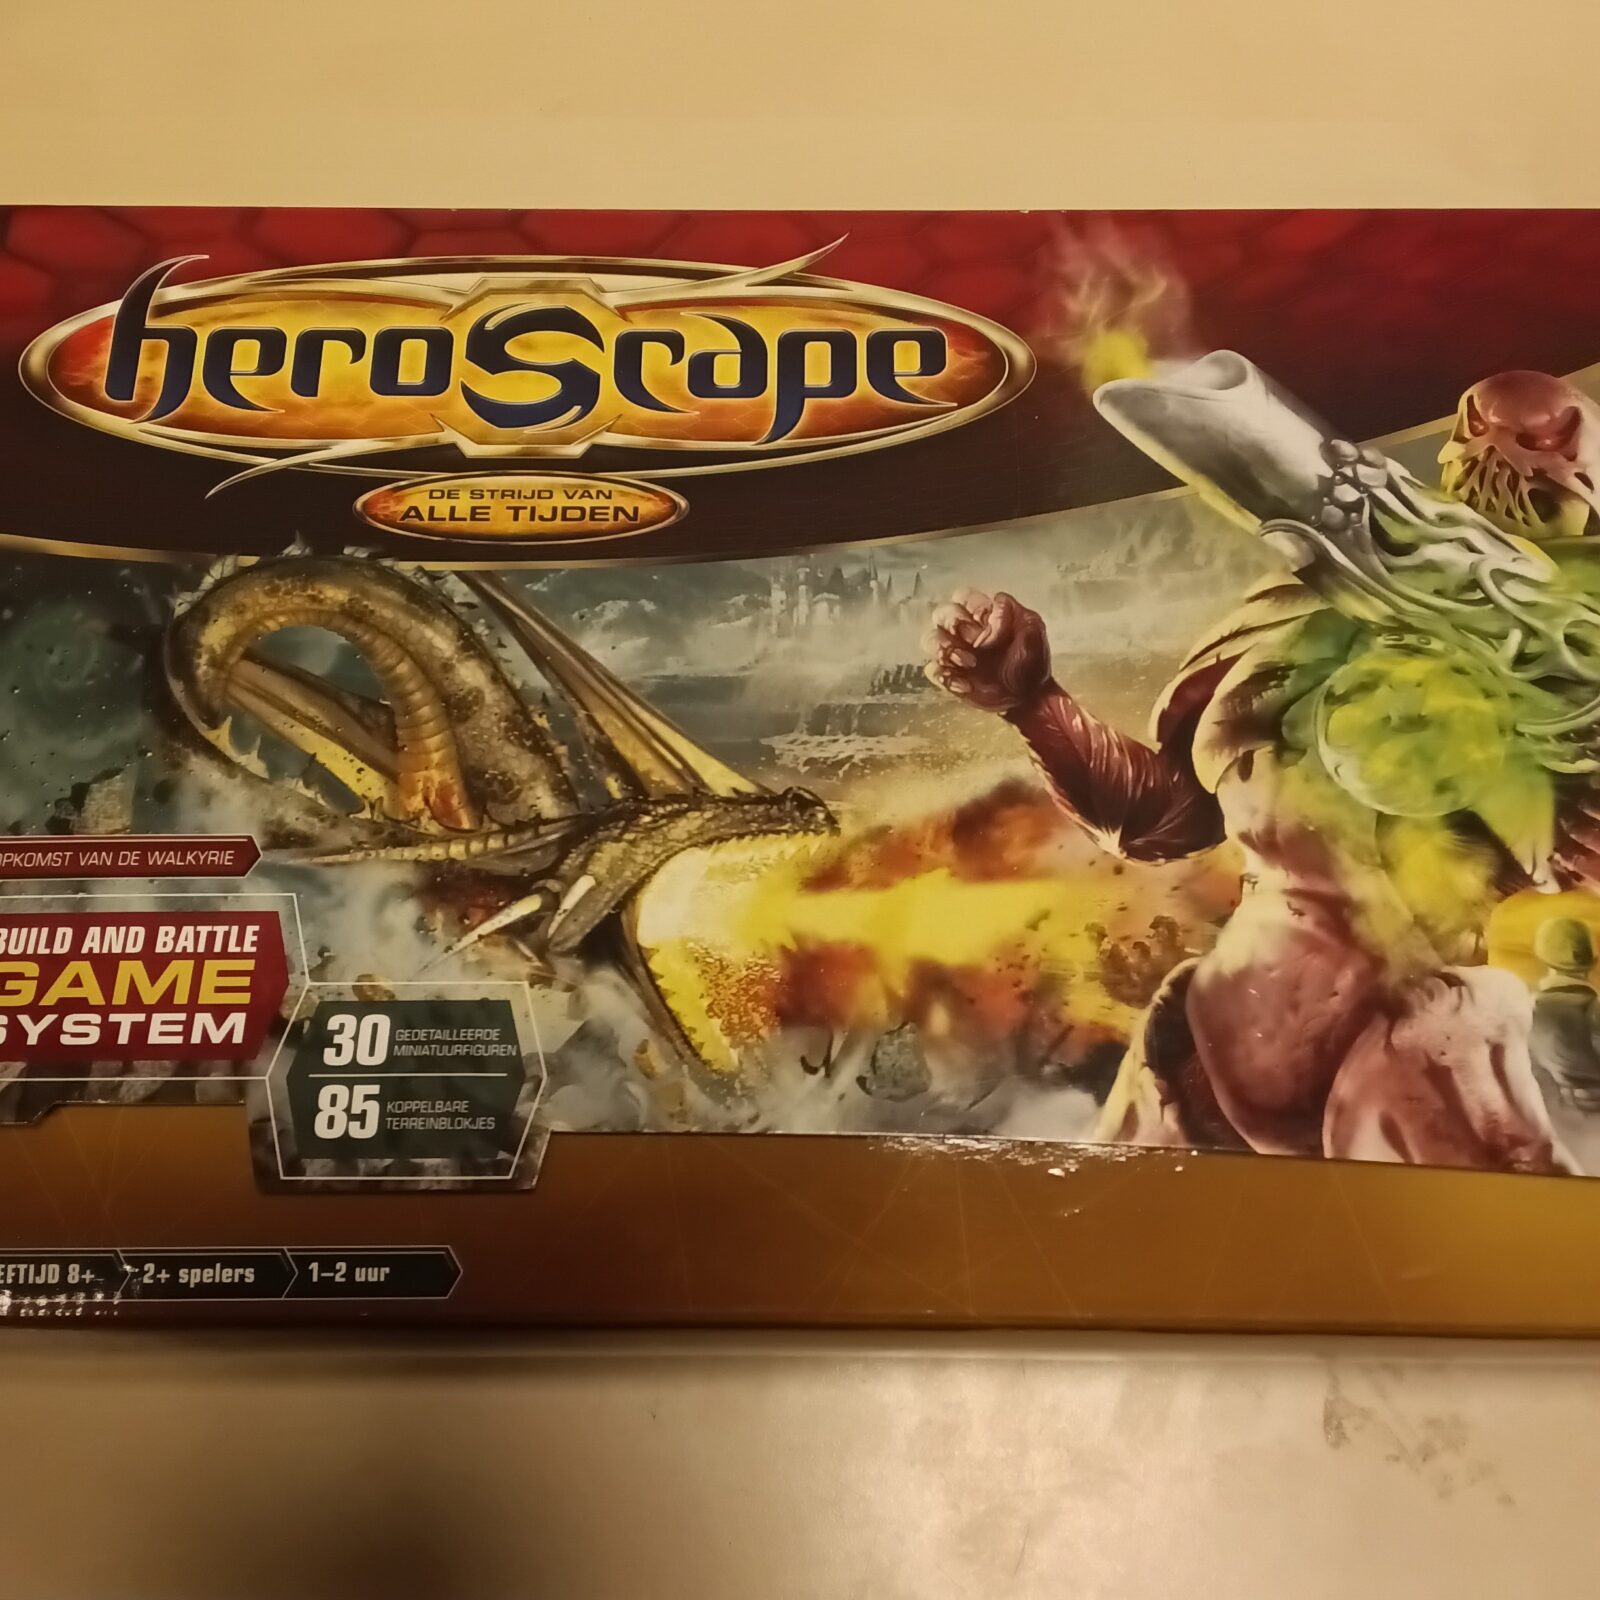 heroScape
DE STRIJD VAN
ALLE TIJDEN
OPKOMST VAN DE WALKYRIE
BUILD AND BATTLE
GAME
SYSTEM
30 GEDETAILLEERDE
MINIATUURFIGUREN
85 KOPPELBARE
TERREINBLOKJES
EFTIJD 8+ 2+ spelers 1–2 uur